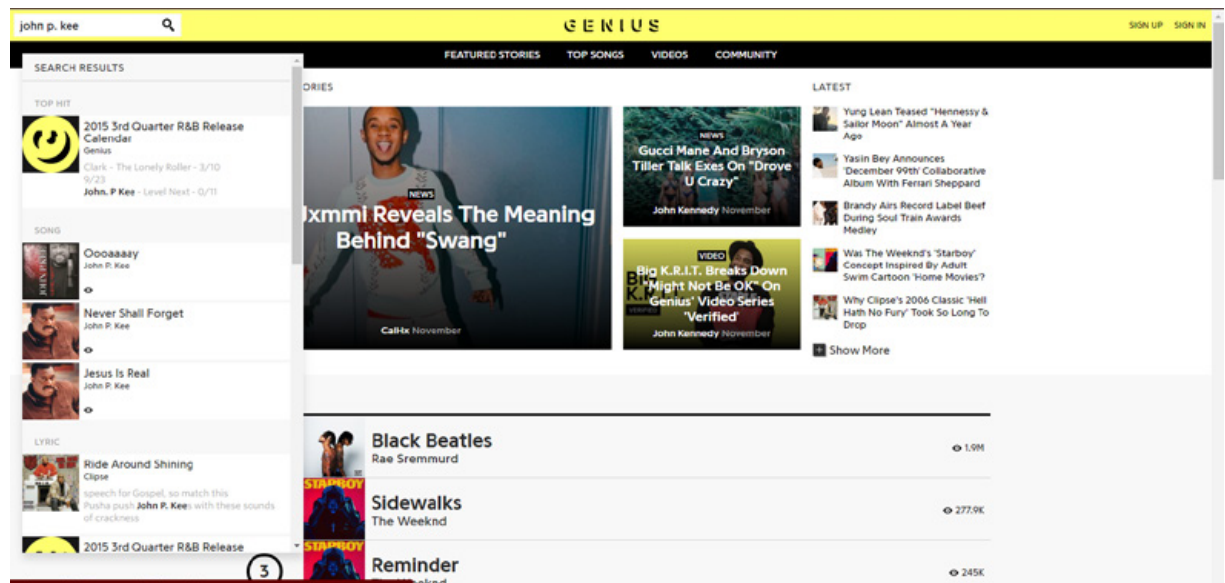 john p. kee
GENIUS
SIGN UP SIGN IN
FEATURED STORIES TOP SONGS VIDEOS COMMUNITY
SEARCH RESULTS
TOP HIT
2015 3rd Quarter R&B Release
Calendar
Genius
Clark - The Lonely Roller - 3/10
9/23
John. P Kee - Level Next - 0/11
SONG
Oooaaaay
John P. Kee
Never Shall Forget
John P. Kee
Jesus Is Real
John P. Kee
LYRIC
Ride Around Shining
Clipse
speech for Gospel, so match this
Pusha push John P. Kees with these sounds
of crackness
2015 3rd Quarter R&B Release
3
ORIES
NEWS
Jxmmi Reveals The Meaning
Behind "Swang"
CalHx November
NEWS
Gucci Mane And Bryson
Tiller Talk Exes On "Drove
U Crazy"
John Kennedy November
VIDEO
Big K.R.I.T. Breaks Down
"Might Not Be OK" On
Genius' Video Series
'Verified'
John Kennedy November
LATEST
Yung Lean Teased "Hennessy &
Sailor Moon" Almost A Year
Ago
Yasin Bey Announces
'December 99th' Collaborative
Album With Ferrari Sheppard
Brandy Airs Record Label Beef
During Soul Train Awards
Medley
Was The Weeknd's 'Starboy'
Concept Inspired By Adult
Swim Cartoon 'Home Movies'?
Why Clipse's 2006 Classic 'Hell
Hath No Fury' Took So Long To
Drop
Show More
Black Beatles
Rae Sremmurd
1.9M
STARBOY
Sidewalks
The Weeknd
277.9K
STARBOY
Reminder
The Weeknd
245K